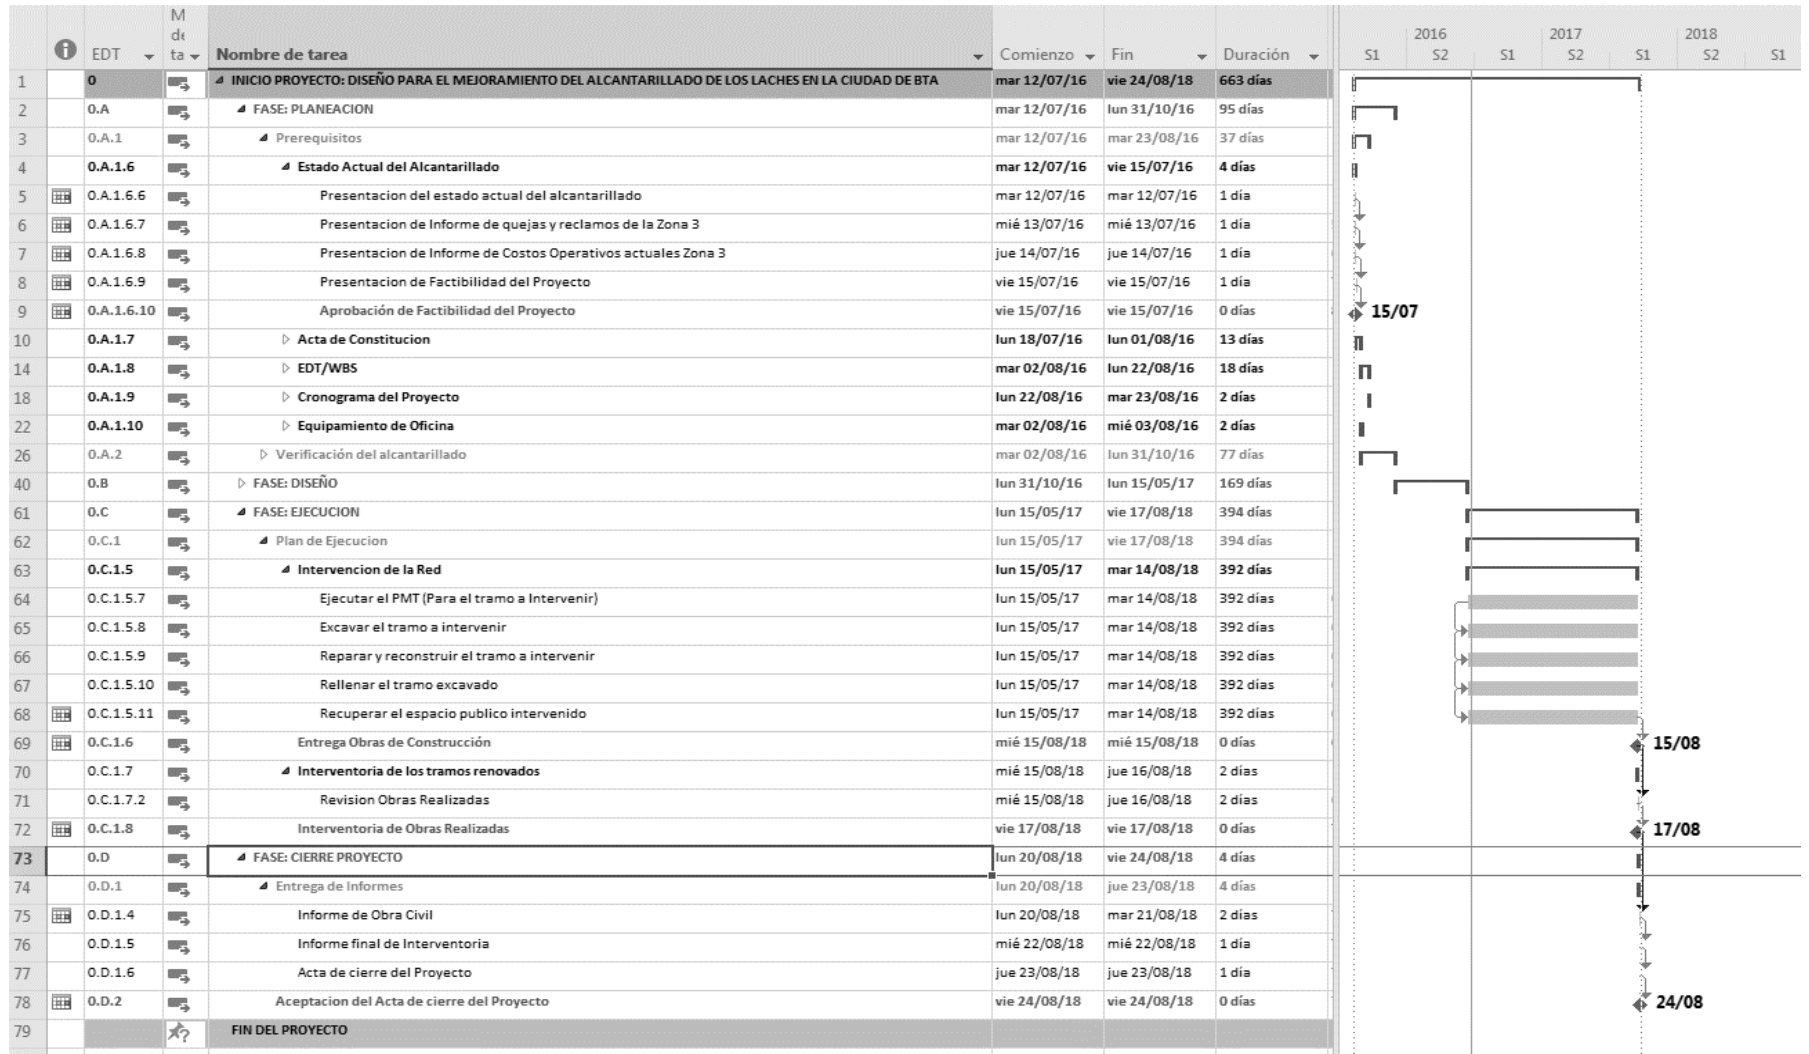 2016 2017 2018
EDT M de ta Nombre de tarea Comienzo Fin Duración S1 S2 S1 S2 S1 S2 S1
1 0 INICIO PROYECTO: DISEÑO PARA EL MEJORAMIENTO DEL ALCANTARILLADO DE LOS LACHES EN LA CIUDAD DE BTA mar 12/07/16 vie 24/08/18 663 días
2 0.A FASE: PLANEACION mar 12/07/16 lun 31/10/16 95 días
3 0.A.1 Prerequisitos mar 12/07/16 mar 23/08/16 37 días
4 0.A.1.6 Estado Actual del Alcantarillado mar 12/07/16 vie 15/07/16 4 días
5 0.A.1.6.6 Presentacion del estado actual del alcantarillado mar 12/07/16 mar 12/07/16 1 día
6 0.A.1.6.7 Presentacion de Informe de quejas y reclamos de la Zona 3 mié 13/07/16 mié 13/07/16 1 día
7 0.A.1.6.8 Presentacion de Informe de Costos Operativos actuales Zona 3 jue 14/07/16 jue 14/07/16 1 día
8 0.A.1.6.9 Presentacion de Factibilidad del Proyecto vie 15/07/16 vie 15/07/16 1 día
9 0.A.1.6.10 Aprobación de Factibilidad del Proyecto vie 15/07/16 vie 15/07/16 0 días 15/07
10 0.A.1.7 Acta de Constitucion lun 18/07/16 lun 01/08/16 13 días
14 0.A.1.8 EDT/WBS mar 02/08/16 lun 22/08/16 18 días
18 0.A.1.9 Cronograma del Proyecto lun 22/08/16 mar 23/08/16 2 días
22 0.A.1.10 Equipamiento de Oficina mar 02/08/16 mié 03/08/16 2 días
26 0.A.2 Verificación del alcantarillado mar 02/08/16 lun 31/10/16 77 días
40 0.B FASE: DISEÑO lun 31/10/16 lun 15/05/17 169 días
61 0.C FASE: EJECUCION lun 15/05/17 vie 17/08/18 394 días
62 0.C.1 Plan de Ejecucion lun 15/05/17 vie 17/08/18 394 días
63 0.C.1.5 Intervencion de la Red lun 15/05/17 mar 14/08/18 392 días
64 0.C.1.5.7 Ejecutar el PMT (Para el tramo a Intervenir) lun 15/05/17 mar 14/08/18 392 días
65 0.C.1.5.8 Excavar el tramo a intervenir lun 15/05/17 mar 14/08/18 392 días
66 0.C.1.5.9 Reparar y reconstruir el tramo a intervenir lun 15/05/17 mar 14/08/18 392 días
67 0.C.1.5.10 Rellenar el tramo excavado lun 15/05/17 mar 14/08/18 392 días
68 0.C.1.5.11 Recuperar el espacio publico intervenido lun 15/05/17 mar 14/08/18 392 días
69 0.C.1.6 Entrega Obras de Construcción mié 15/08/18 mié 15/08/18 0 días 15/08
70 0.C.1.7 Interventoria de los tramos renovados mié 15/08/18 jue 16/08/18 2 días
71 0.C.1.7.2 Revision Obras Realizadas mié 15/08/18 jue 16/08/18 2 días
72 0.C.1.8 Interventoria de Obras Realizadas vie 17/08/18 vie 17/08/18 0 días 17/08
73 0.D FASE: CIERRE PROYECTO lun 20/08/18 vie 24/08/18 4 días
74 0.D.1 Entrega de Informes lun 20/08/18 jue 23/08/18 4 días
75 0.D.1.4 Informe de Obra Civil lun 20/08/18 mar 21/08/18 2 días
76 0.D.1.5 Informe final de Interventoria mié 22/08/18 mié 22/08/18 1 día
77 0.D.1.6 Acta de cierre del Proyecto jue 23/08/18 jue 23/08/18 1 día
78 0.D.2 Aceptacion del Acta de cierre del Proyecto vie 24/08/18 vie 24/08/18 0 días 24/08
79 FIN DEL PROYECTO